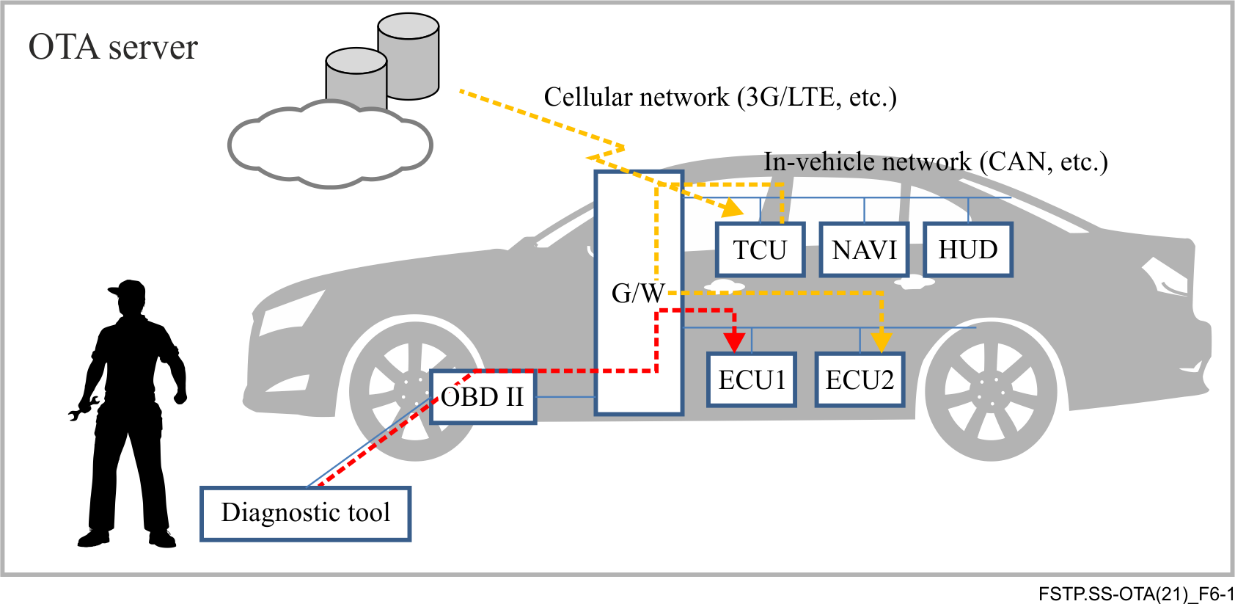 OTA server
Cellular network (3G/LTE, etc.)
In-vehicle network (CAN, etc.)
TCU
NAVI
HUD
G/W
ECU1
ECU2
OBD II
Diagnostic tool
FSTP.SS-OTA(21)_F6-1